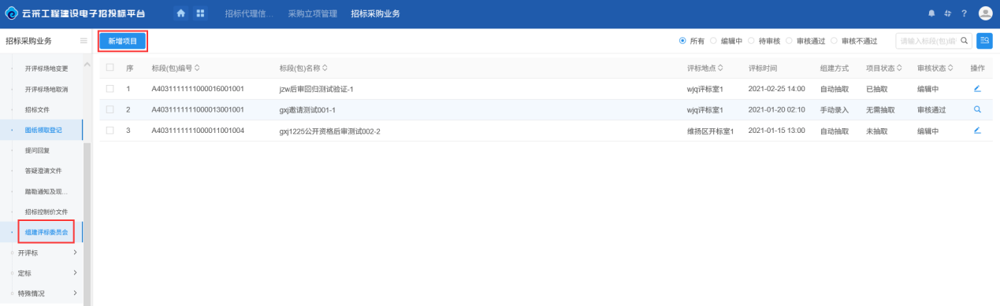 云采工程建设电子招投标平台 招标代理信... 采购立项管理 招标采购业务
招标采购业务 新增项目 所有 编辑中 待审核 审核通过 审核不通过
序 标段(包)编号 标段(包)名称 评标地点 评标时间 组建方式 项目状态 审核状态 操作
1 A4031111111000016001001 jzw后审回归测试验证-1 wjq评标室1 2021-02-25 14:00 自动抽取 已抽取 编辑中
2 A4031111111000013001001 gxj邀请测试001-1 wjq评标室1 2021-01-20 02:10 手动录入 无需抽取 审核通过
3 A4031111111000011001004 gxj1225公开资格后审测试002-2 维扬区开标室1 2021-01-15 13:00 自动抽取 未抽取 编辑中
开评标场地变更
开评标场地取消
招标文件
图纸领取登记
提问回复
答疑澄清文件
踏勘通知及现...
招标控制价文件
组建评标委员会
开评标
定标
特殊情况